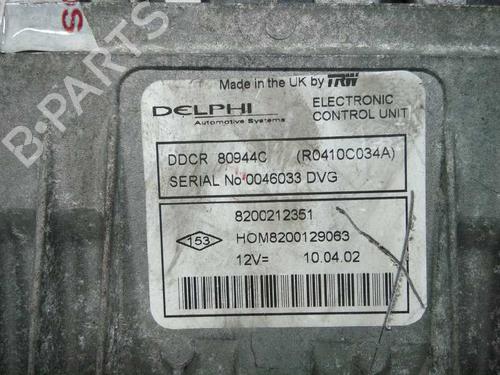 B-PARTS
Made in the UK by TRW
DELPHI
Automotive Systems
ELECTRONIC
CONTROL UNIT
DDCR 80944C (R0410C034A)
SERIAL No 0046033 DVG
8200212351
153 HOM8200129063
12V= 10.04.02